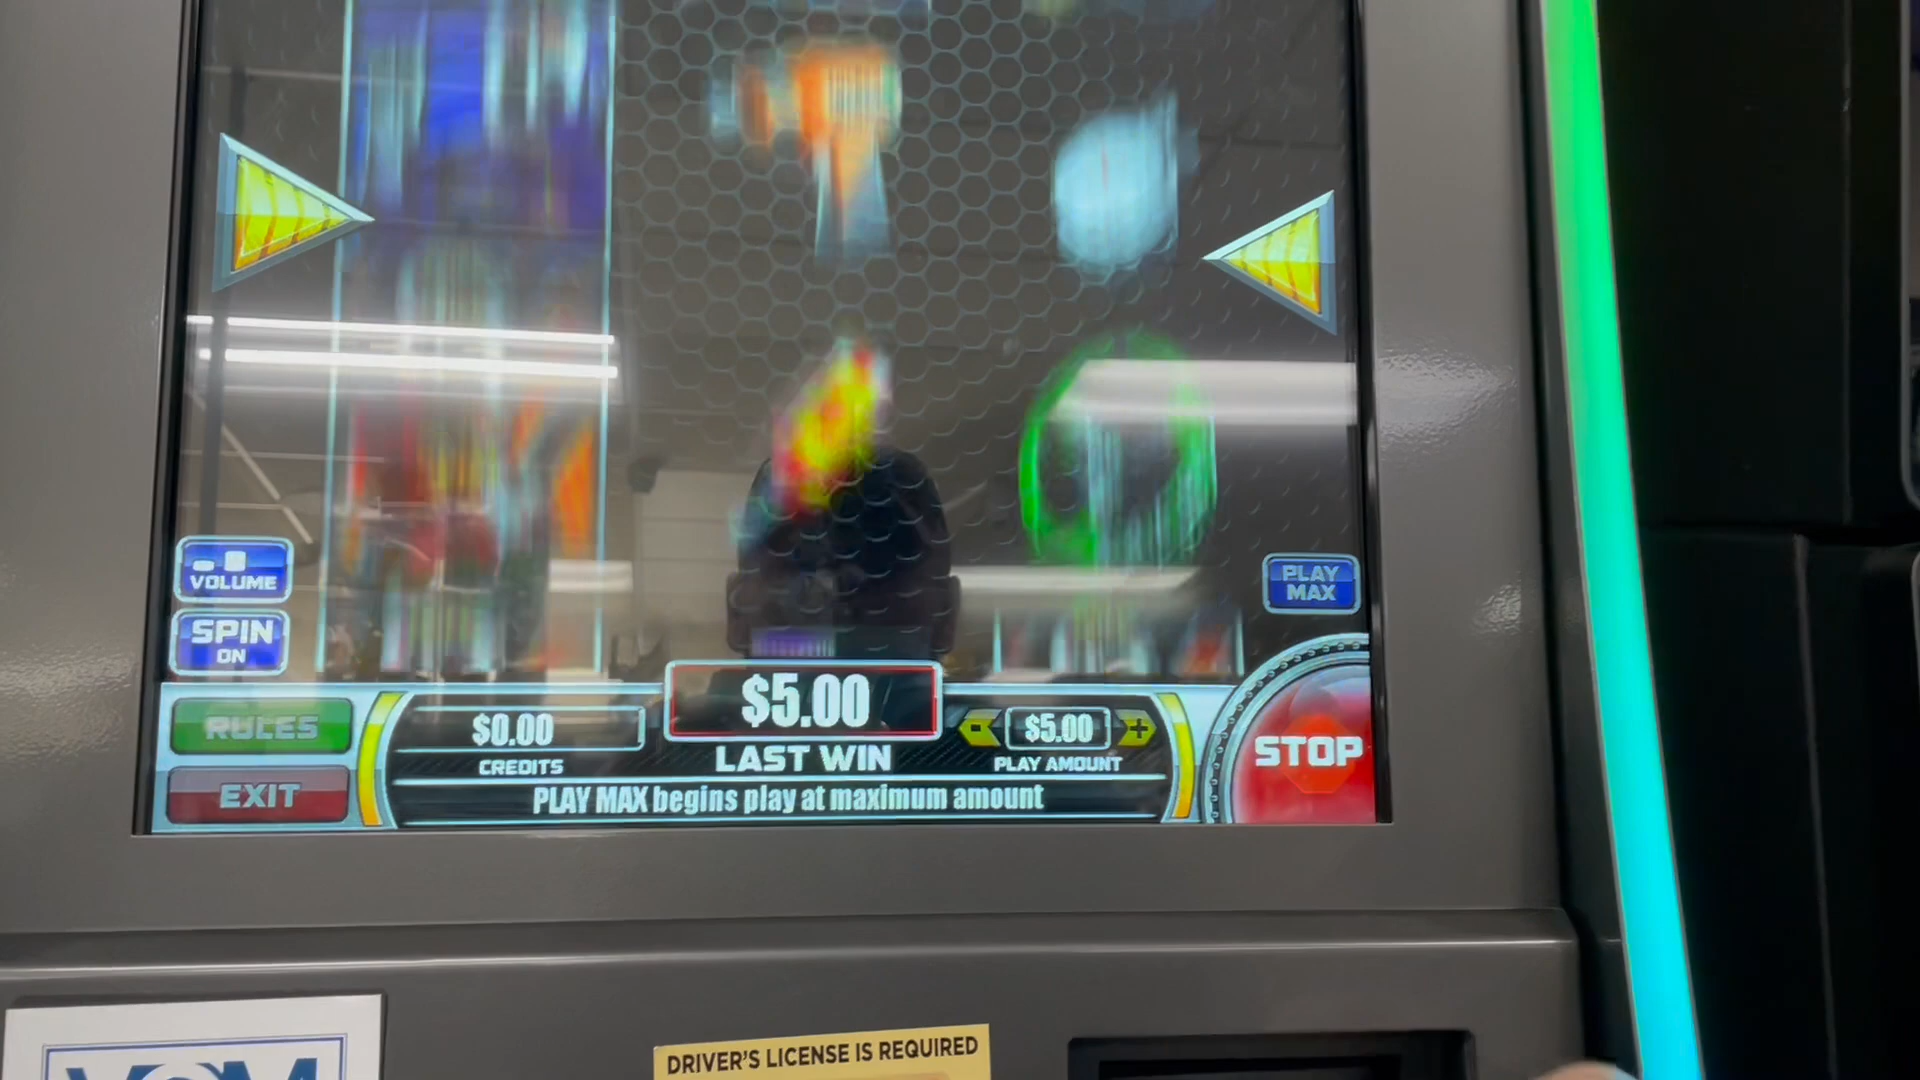 VOLUME
PLAY
MAX
SPIN
ON
RULES
$0.00
CREDITS
$5.00
LAST WIN
$5.00
PLAY AMOUNT
STOP
EXIT
PLAY MAX begins play at maximum amount
DRIVER'S LICENSE IS REQUIRED